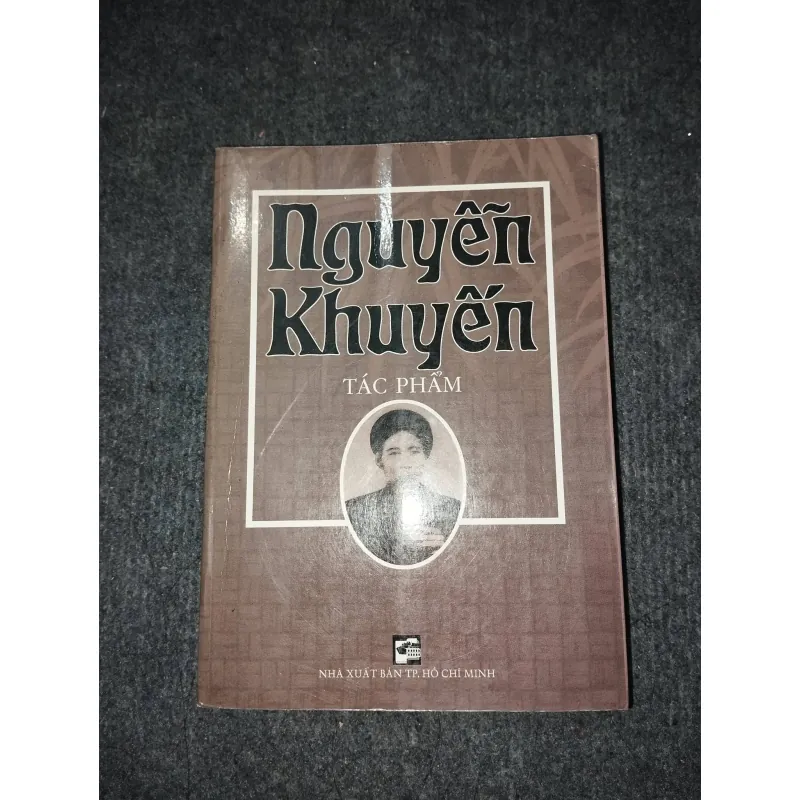 Nguyễn
Khuyến
TÁC PHẨM
NHÀ XUẤT BẢN TP. HỒ CHÍ MINH